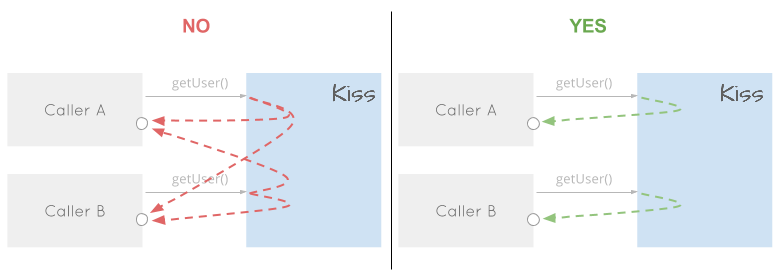 NO
getUser()
Kiss
Caller A
getUser()
Caller B
YES
getUser()
Kiss
Caller A
getUser()
Caller B